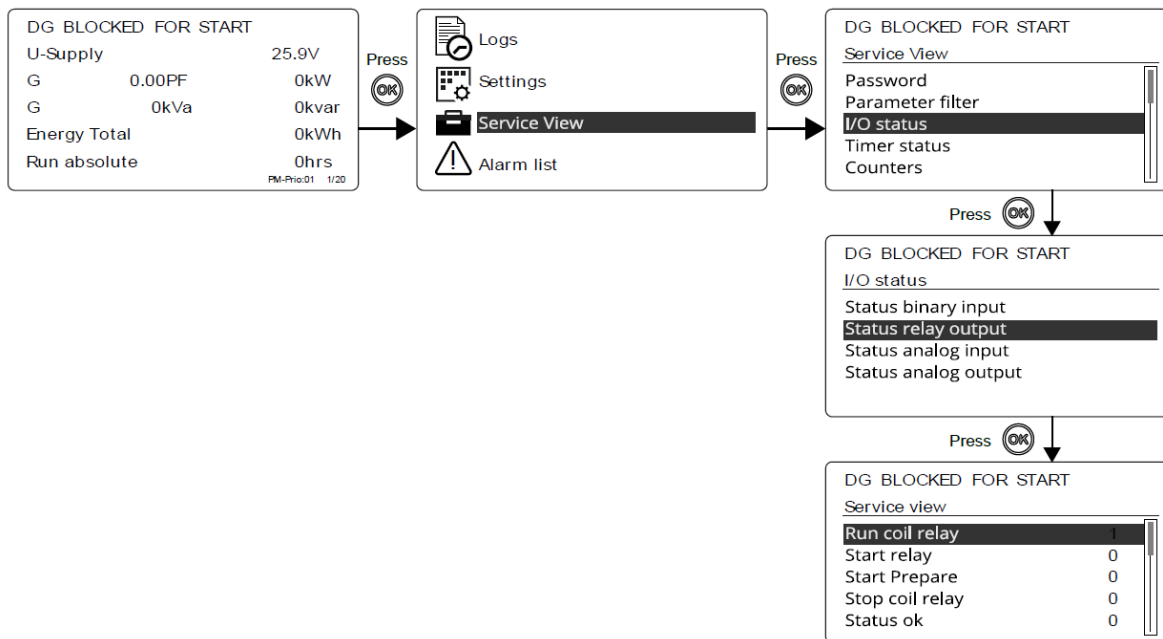 DG BLOCKED FOR START
U-Supply 25.9V
G 0.00PF 0kW
G 0kVa 0kvar
Energy Total 0kWh
Run absolute 0hrs
PM-Prio:01 1/20
Press
OK
Logs
Settings
Service View
Alarm list
Press
OK
DG BLOCKED FOR START
Service View
Password
Parameter filter
I/O status
Timer status
Counters
Press OK
DG BLOCKED FOR START
I/O status
Status binary input
Status relay output
Status analog input
Status analog output
Press OK
DG BLOCKED FOR START
Service view
Run coil relay 1
Start relay 0
Start Prepare 0
Stop coil relay 0
Status ok 0